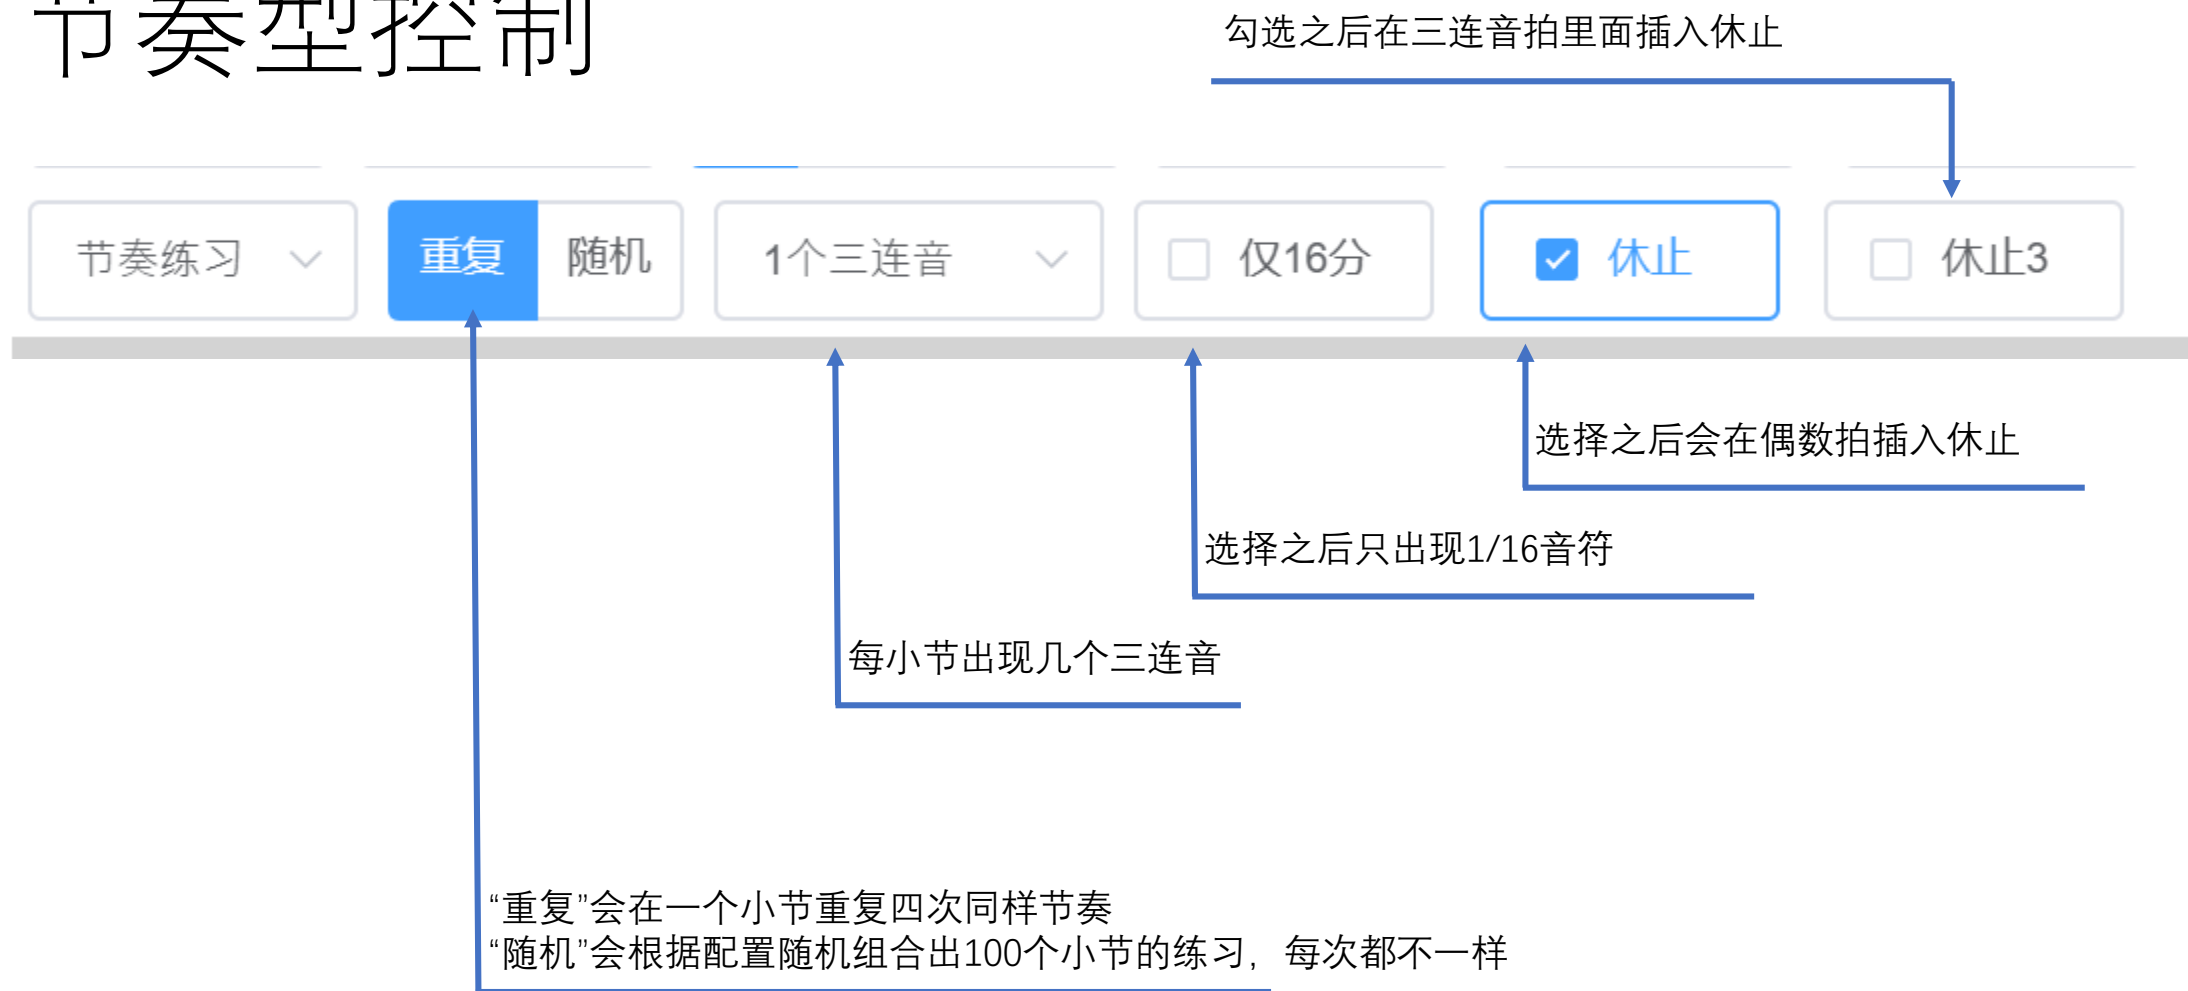 节奏型控制
勾选之后在三连音拍里面插入休止
节奏练习 重复 随机 1个三连音 仅16分 休止 休止3
选择之后会在偶数拍插入休止
选择之后只出现1/16音符
每小节出现几个三连音
“重复”会在一个小节重复四次同样节奏
“随机”会根据配置随机组合出100个小节的练习，每次都不一样